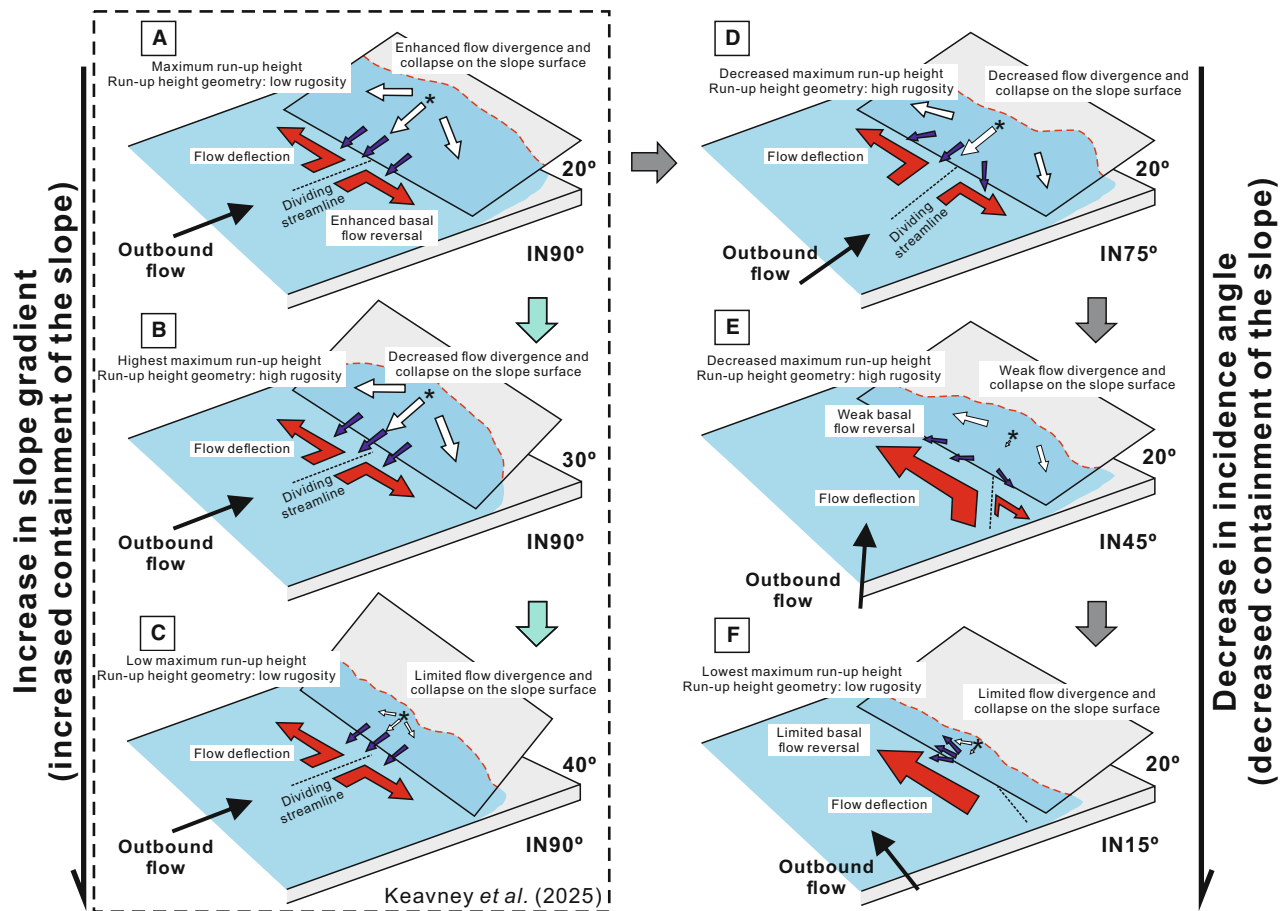 Increase in slope gradient
(increased containment of the slope)
A
Maximum run-up height
Run-up height geometry: low rugosity
Enhanced flow divergence and
collapse on the slope surface
*
Flow deflection
Dividing
streamline
Enhanced basal
flow reversal
Outbound
flow
20º
IN90º
B
Highest maximum run-up height
Run-up height geometry: high rugosity
Decreased flow divergence and
collapse on the slope surface
*
Flow deflection
Dividing
streamline
Outbound
flow
30º
IN90º
C
Low maximum run-up height
Run-up height geometry: low rugosity
Limited flow divergence and
collapse on the slope surface
*
Flow deflection
Dividing
streamline
Outbound
flow
40º
IN90º
Keavney et al. (2025)
D
Decreased maximum run-up height
Run-up height geometry: high rugosity
Decreased flow divergence and
collapse on the slope surface
*
Flow deflection
Dividing
streamline
Outbound
flow
20º
IN75º
E
Decreased maximum run-up height
Run-up height geometry: high rugosity
Weak flow divergence and
collapse on the slope surface
*
Weak basal
flow reversal
Flow deflection
Outbound
flow
20º
IN45º
F
Lowest maximum run-up height
Run-up height geometry: low rugosity
Limited flow divergence and
collapse on the slope surface
*
Limited basal
flow reversal
Flow deflection
Outbound
flow
20º
IN15º
Decrease in incidence angle
(decreased containment of the slope)